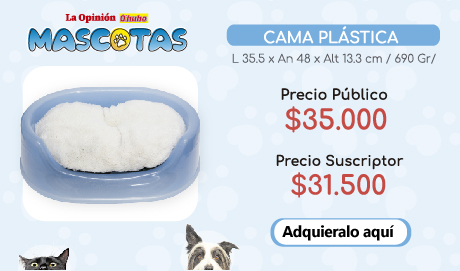 La Opinión Q'hubo
MASCOTAS
CAMA PLÁSTICA
L 35.5 x An 48 x Alt 13.3 cm / 690 Gr/
Precio Público
$35.000
Precio Suscriptor
$31.500
Adquieralo aquí